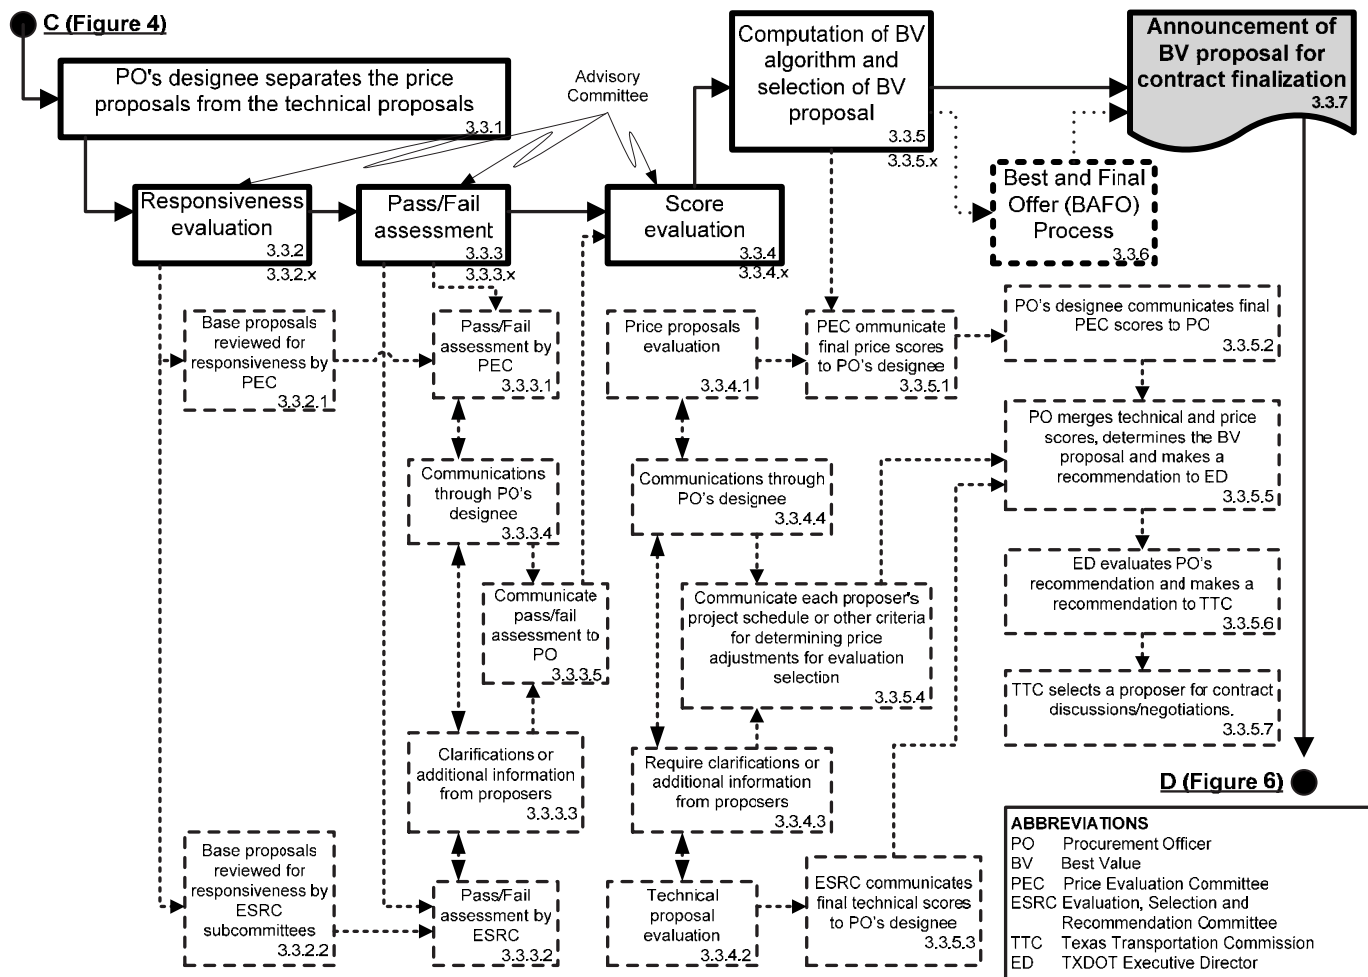 C (Figure 4)
PO's designee separates the price
proposals from the technical proposals
3.3.1
Advisory
Committee
Computation of BV
algorithm and
selection of BV
proposal
3.3.5
3.3.5.x
Announcement of
BV proposal for
contract finalization
3.3.7
Responsiveness
evaluation
3.3.2
3.3.2.x
Pass/Fail
assessment
3.3.3
3.3.3.x
Score
evaluation
3.3.4
3.3.4.x
Best and Final
Offer (BAFO)
Process
3.3.6
Base proposals
reviewed for
responsiveness by
PEC
3.3.2.1
Pass/Fail
assessment by
PEC
3.3.3.1
Price proposals
evaluation
3.3.4.1
PEC ommunicate
final price scores
to PO's designee
3.3.5.1
PO's designee communicates final
PEC scores to PO
3.3.5.2
PO merges technical and price
scores, determines the BV
proposal and makes a
recommendation to ED
3.3.5.5
Communications
through PO's
designee
3.3.3.4
Communications through
PO's designee
3.3.4.4
ED evaluates PO's
recommendation and makes a
recommendation to TTC
3.3.5.6
Communicate
pass/fail
assessment to
PO
3.3.3.5
Communicate each proposer's
project schedule or other criteria
for determining price
adjustments for evaluation
selection
3.3.5.4
TTC selects a proposer for contract
discussions/negotiations.
3.3.5.7
Clarifications or
additional information
from proposers
3.3.3.3
Require clarifications or
additional information
from proposers
3.3.4.3
D (Figure 6)
Base proposals
reviewed for
responsiveness by
ESRC
subcommittees
3.3.2.2
Pass/Fail
assessment by
ESRC
3.3.3.2
Technical
proposal
evaluation
3.3.4.2
ESRC communicates
final technical scores
to PO's designee
3.3.5.3
ABBREVIATIONS
PO Procurement Officer
BV Best Value
PEC Price Evaluation Committee
ESRC Evaluation, Selection and
Recommendation Committee
TTC Texas Transportation Commission
ED TXDOT Executive Director